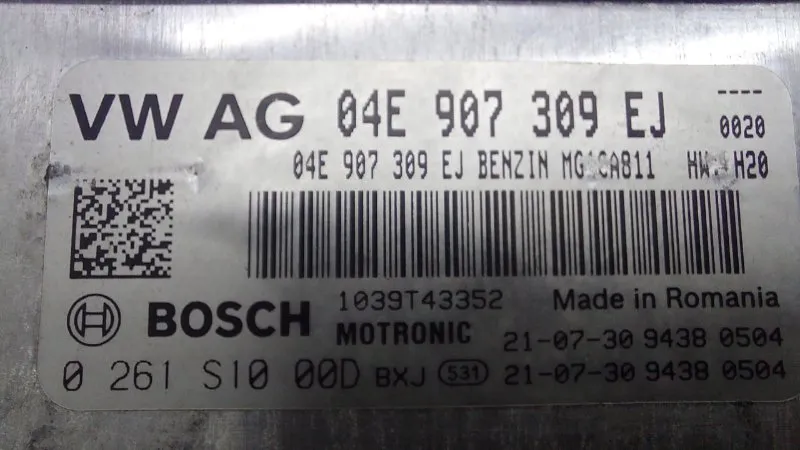 VW AG 04E 907 309 EJ ----
0020
04E 907 309 EJ BENZIN HW H20
BOSCH 1039T43352 Made in Romania
MOTRONIC 21-07-30 9438 0504
0 261 S10 00D BXJ 531 21-07-30 9438 0504